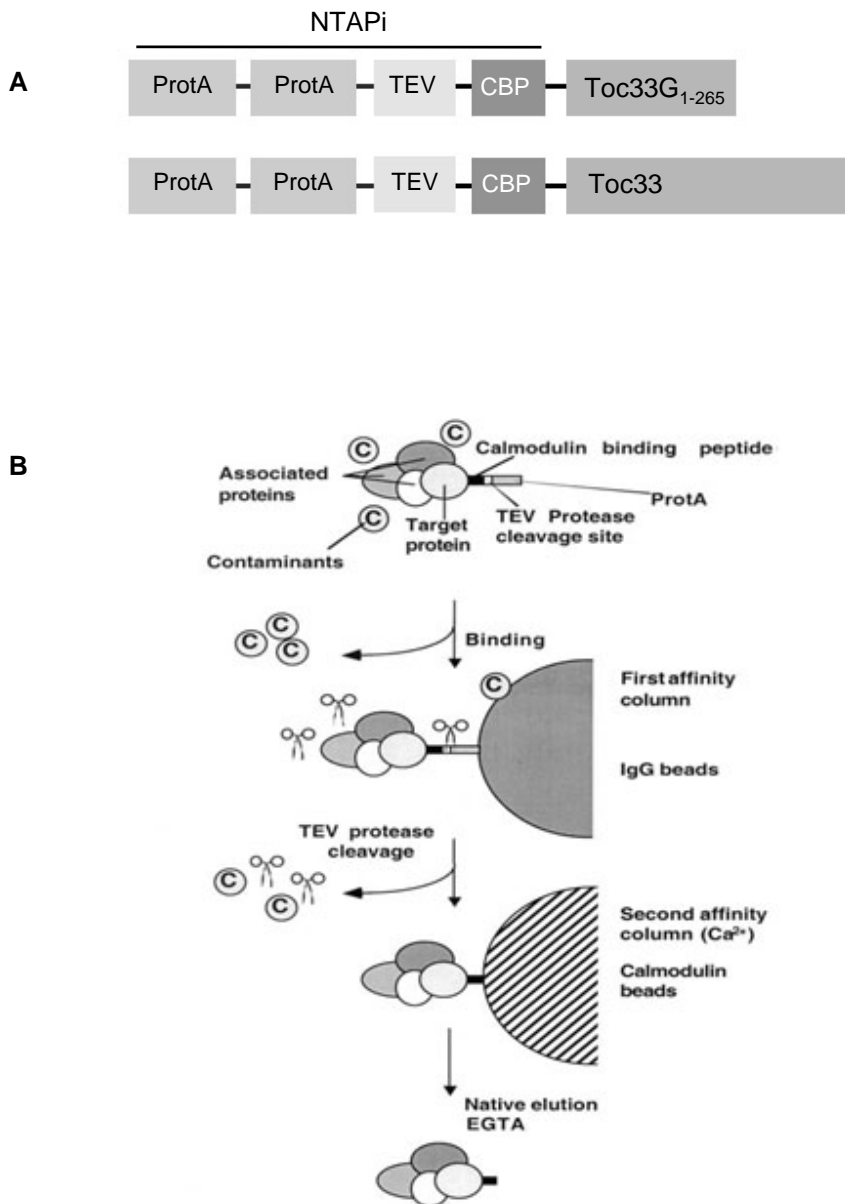 NTAPi
A
ProtA ProtA TEV CBP Toc33G1-265
ProtA ProtA TEV CBP Toc33
B
C C
Calmodulin binding peptide
Associated
proteins
ProtA
C
Target
protein
TEV Protease
cleavage site
Contaminants
C C C
Binding
C
First affinity
column
IgG beads
TEV protease
cleavage
C C
Second affinity
column (Ca2+)
Calmodulin
beads
Native elution
EGTA